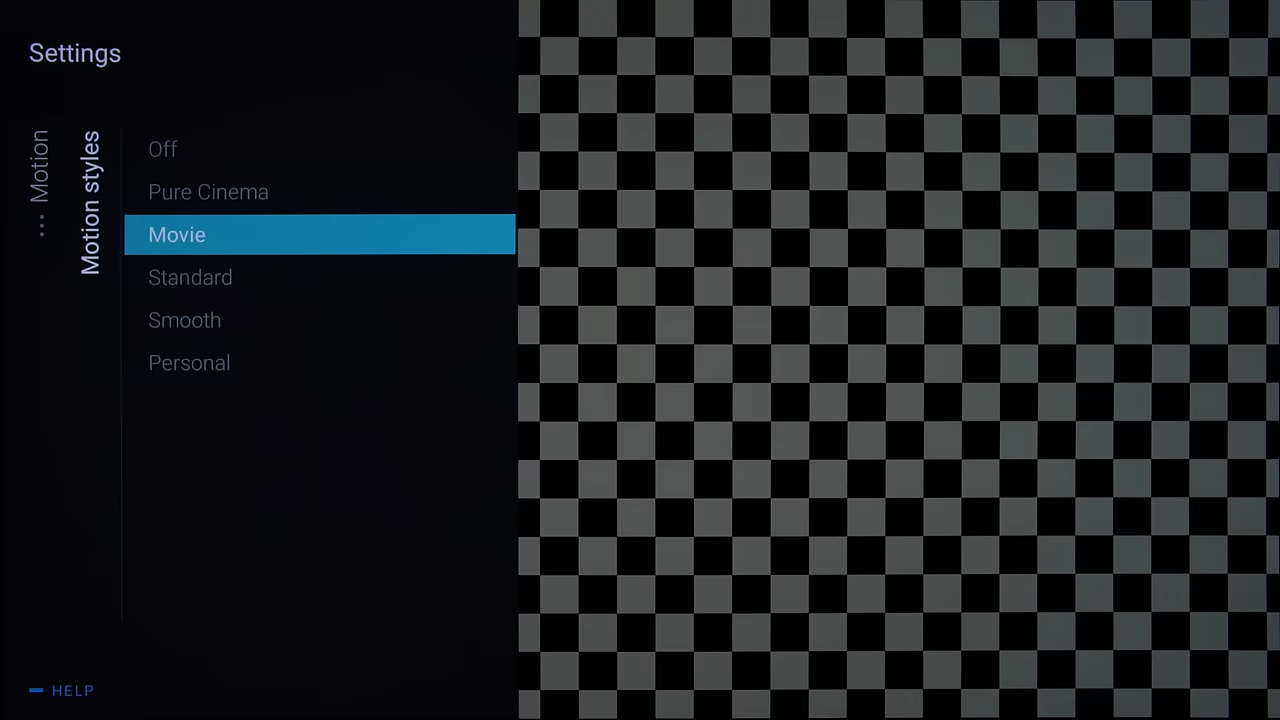 Settings
Motion
Motion styles
Off
Pure Cinema
Movie
Standard
Smooth
Personal
HELP